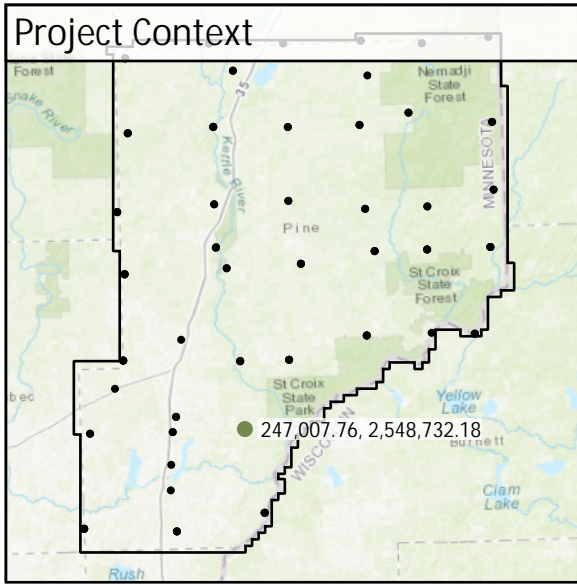 Project Context
Forest
Snake River
35
Nemadji
State
Forest
Kettle River
MINNESOTA
Pine
St Croix
State
Forest
St Croix
State
Park
bec
Yellow
Lake
247,007.76, 2,548,732.18
Burnett
WISCONSIN
Clam
Lake
Rush